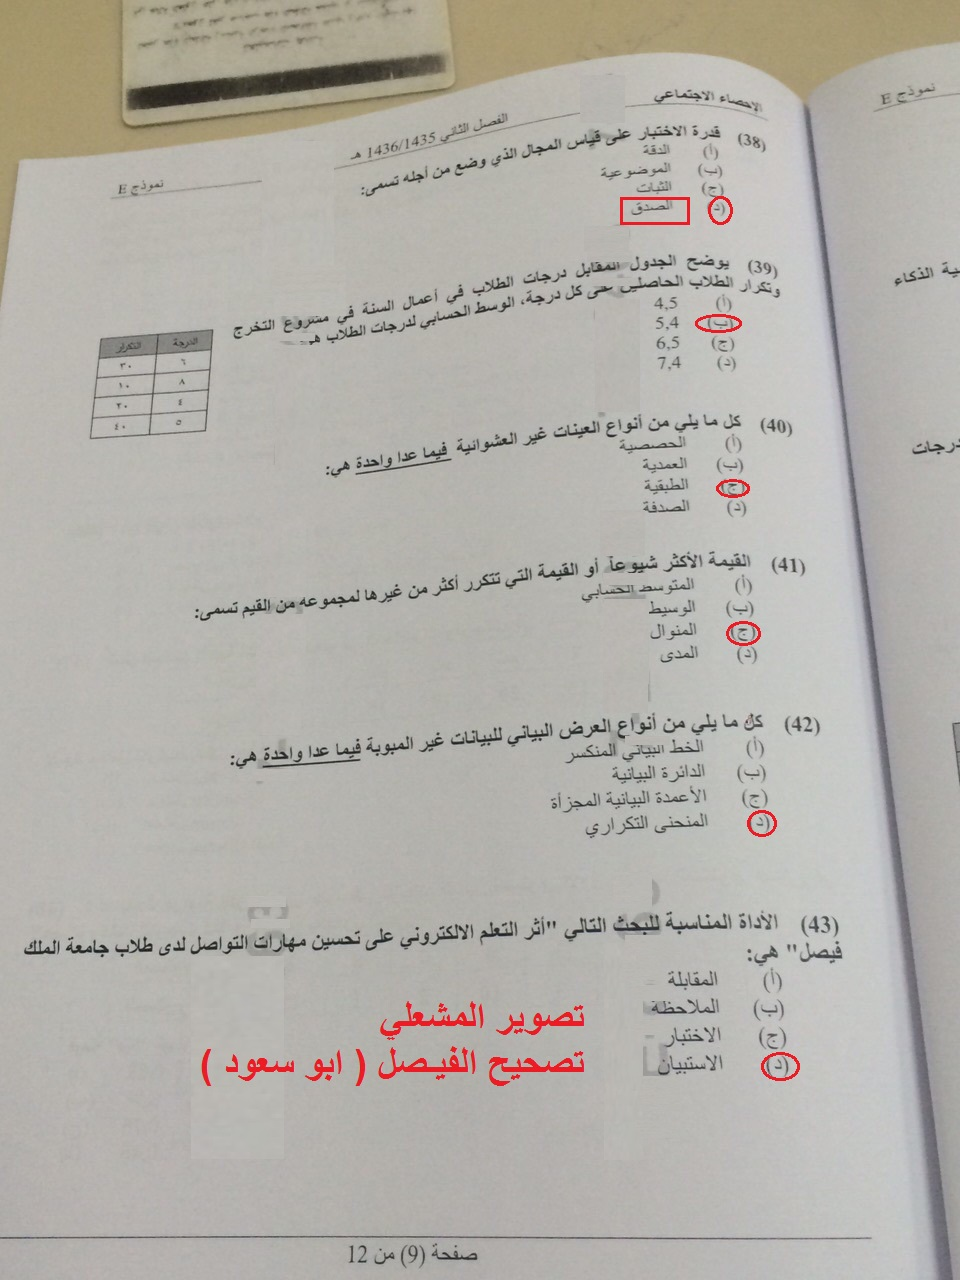 الاحصاء الاجتماعي
الفصل الثاني 1436/1435 هـ
نموذج E
نموذج E
(38) قدرة الاختبار على قياس المجال الذي وضع من أجله تسمى:
(أ) الدقة
(ب) الموضوعية
(ج) الثبات
(د) الصدق
(39) يوضح الجدول المقابل درجات الطلاب في أعمال السنة في مشروع التخرج
وتكرار الطلاب الحاصلين على كل درجة، الوسط الحسابي لدرجات الطلاب هي
(أ) 4,5
(ب) 5,4
(ج) 6,5
(د) 7,4
الدرجة التكرار
٦ ٣٠
٨ ١٠
٤ ٢٠
٥ ٤٠
(40) كل ما يلي من أنواع العينات غير العشوائية فيما عدا واحدة هي:
(أ) الحصصية
(ب) العمدية
(ج) الطبقية
(د) الصدفة
(41) القيمة الأكثر شيوعاً أو القيمة التي تتكرر أكثر من غيرها لمجموعه من القيم تسمى:
(أ) المتوسط الحسابي
(ب) الوسيط
(ج) المنوال
(د) المدى
(42) كل ما يلي من أنواع العرض البياني للبيانات غير المبوبة فيما عدا واحدة هي:
(أ) الخط البياني المنكسر
(ب) الدائرة البيانية
(ج) الأعمدة البيانية المجزأة
(د) المنحنى التكراري
(43) الأداة المناسبة للبحث التالي "أثر التعلم الالكتروني على تحسين مهارات التواصل لدى طلاب جامعة الملك
فيصل" هي:
(أ) المقابلة
(ب) الملاحظة
(ج) الاختبار
(د) الاستبيان
تصوير المشعلي
تصحيح الفيصل ( ابو سعود )
صفحة (9) من 12
ية الذكاء
درجات